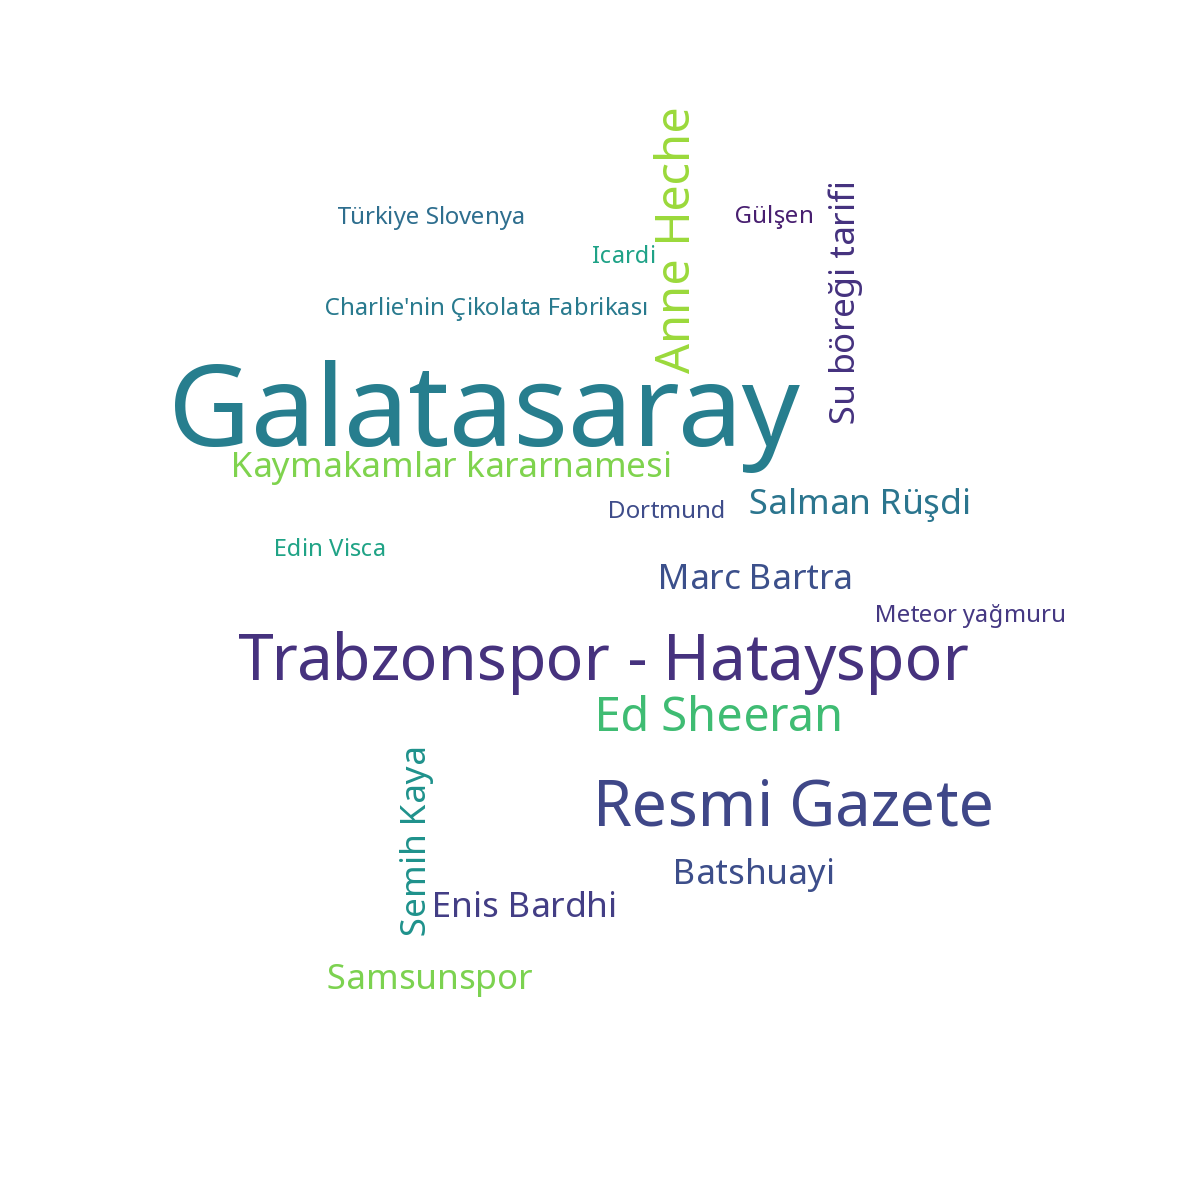 Anne Heche
Su böreği tarifi
Türkiye Slovenya
Gülşen
Icardi
Charlie'nin Çikolata Fabrikası
Galatasaray
Kaymakamlar kararnamesi
Dortmund
Salman Rüşdi
Edin Visca
Marc Bartra
Meteor yağmuru
Trabzonspor - Hatayspor
Ed Sheeran
Semih Kaya
Resmi Gazete
Batshuayi
Enis Bardhi
Samsunspor